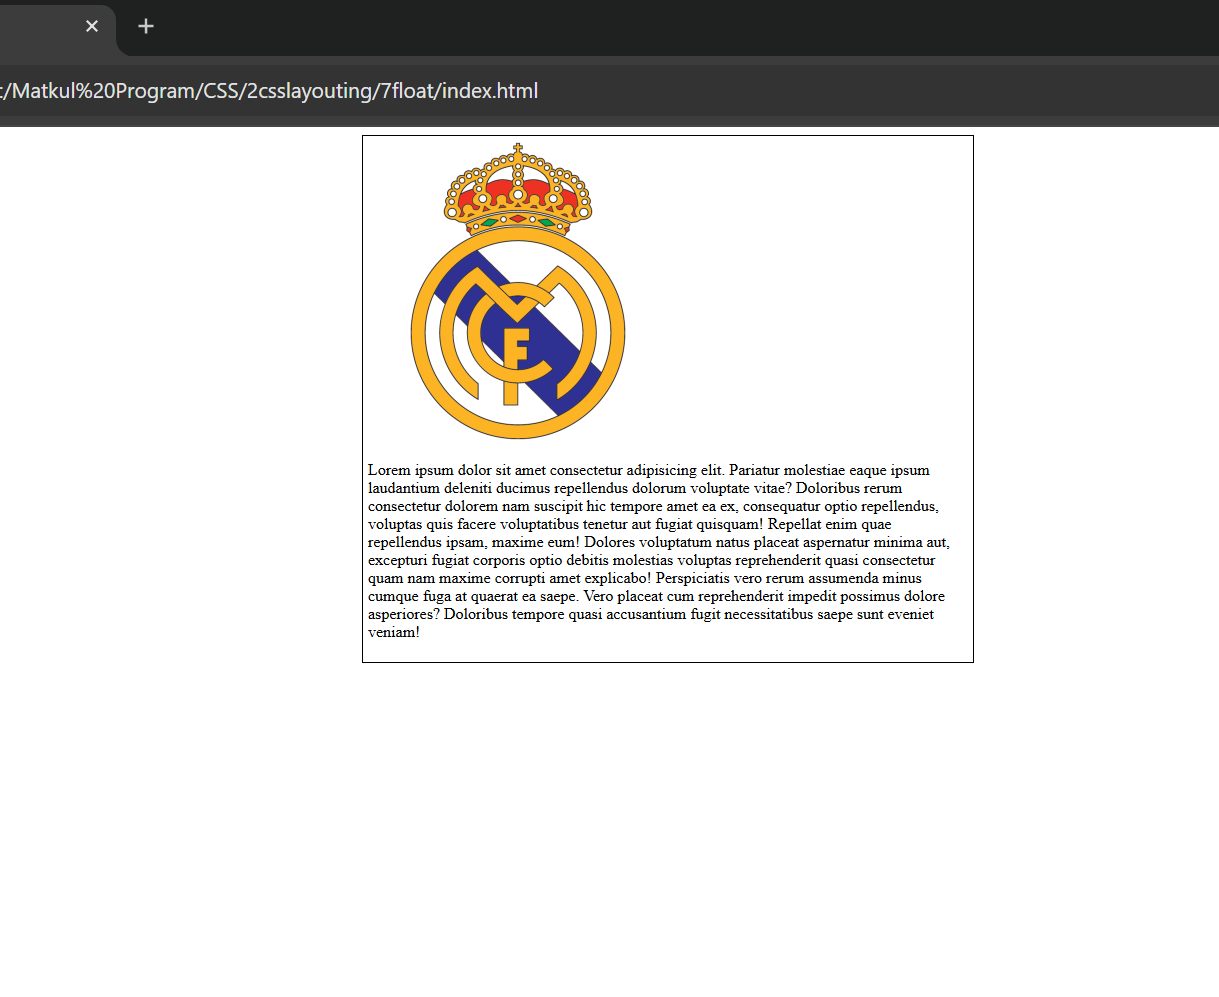 :/Matkul%20Program/CSS/2csslayouting/7float/index.html
Lorem ipsum dolor sit amet consectetur adipisicing elit. Pariatur molestiae eaque ipsum
laudantium deleniti ducimus repellendus dolorum voluptate vitae? Doloribus rerum
consectetur dolorem nam suscipit hic tempore amet ea ex, consequatur optio repellendus,
voluptas quis facere voluptatibus tenetur aut fugiat quisquam! Repellat enim quae
repellendus ipsam, maxime eum! Dolores voluptatum natus placeat aspernatur minima aut,
excepturi fugiat corporis optio debitis molestias voluptas reprehenderit quasi consectetur
quam nam maxime corrupti amet explicabo! Perspiciatis vero rerum assumenda minus
cumque fuga at quaerat ea saepe. Vero placeat cum reprehenderit impedit possimus dolore
asperiores? Doloribus tempore quasi accusantium fugit necessitatibus saepe sunt eveniet
veniam!